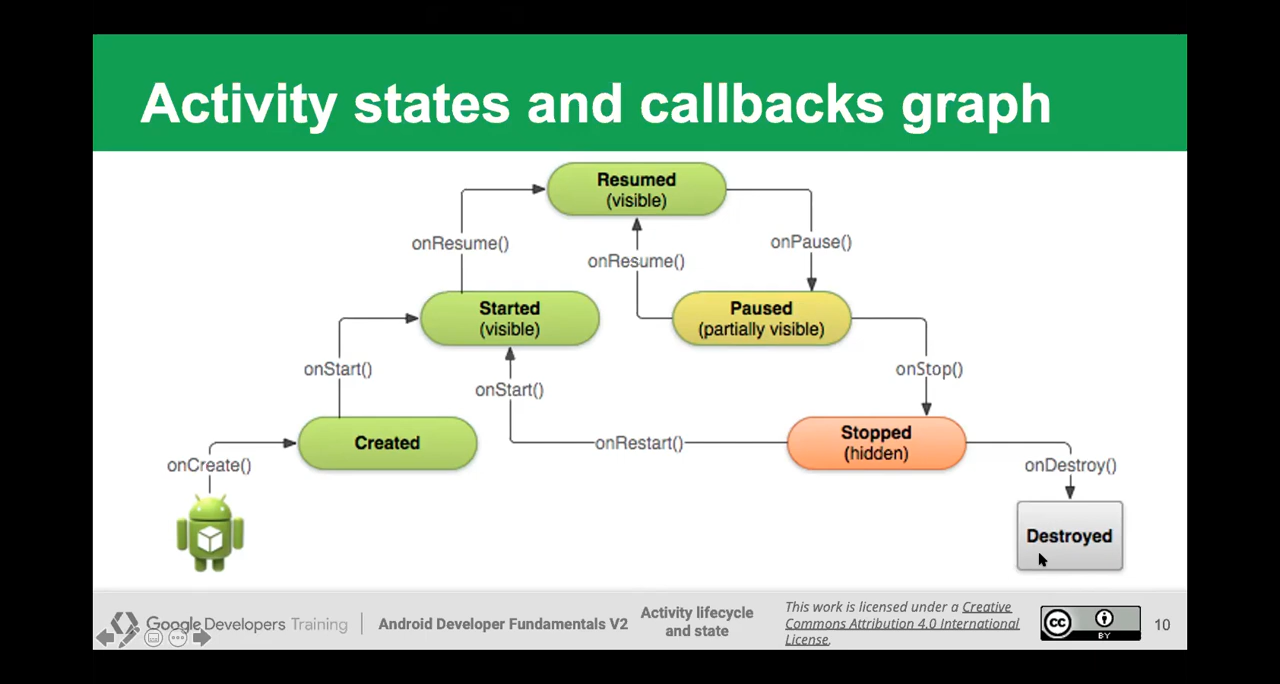 Activity states and callbacks graph
Resumed
(visible)
onResume()
onResume()
onPause()
Started
(visible)
Paused
(partially visible)
onStart()
onStart()
onStop()
Created
onRestart()
Stopped
(hidden)
onCreate()
onDestroy()
Destroyed
Google Developers Training
Android Developer Fundamentals V2
Activity lifecycle
and state
This work is licensed under a Creative
Commons Attribution 4.0 International
License.
cc
BY
10